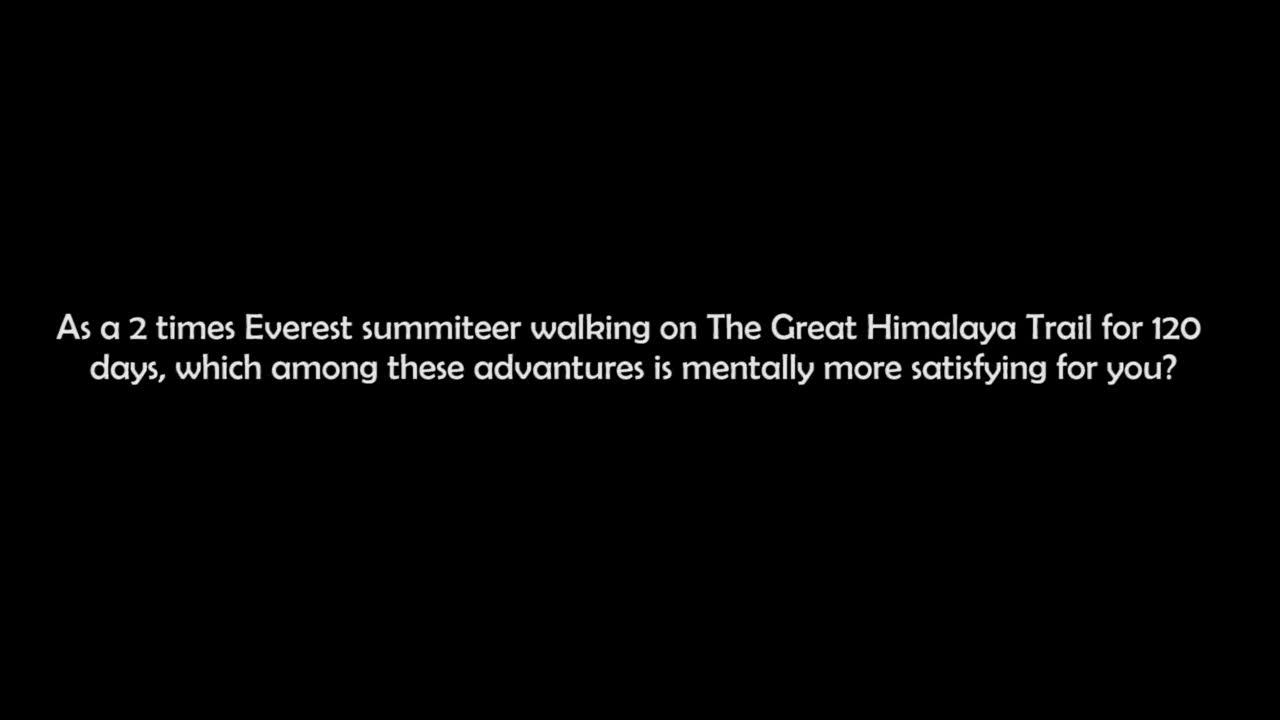 As a 2 times Everest summiteer walking on The Great Himalaya Trail for 120
days, which among these advantures is mentally more satisfying for you?